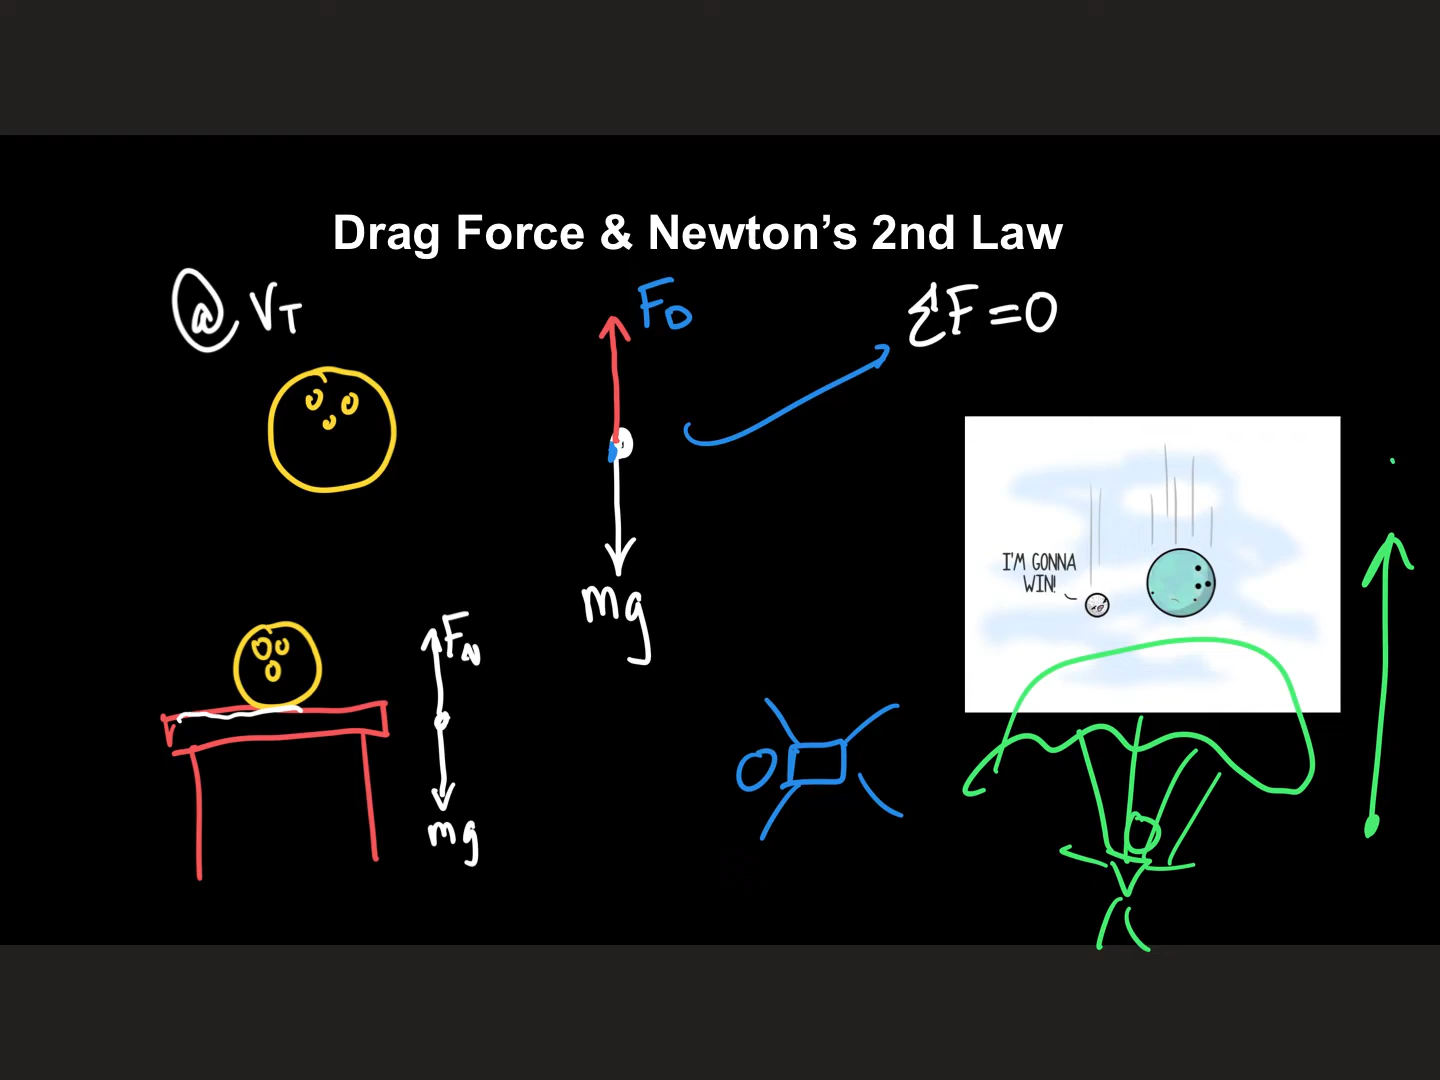 Drag Force & Newton’s 2nd Law
@ VT
FD
ΣF = 0
mg
I'M GONNA
WIN!
FN
mg